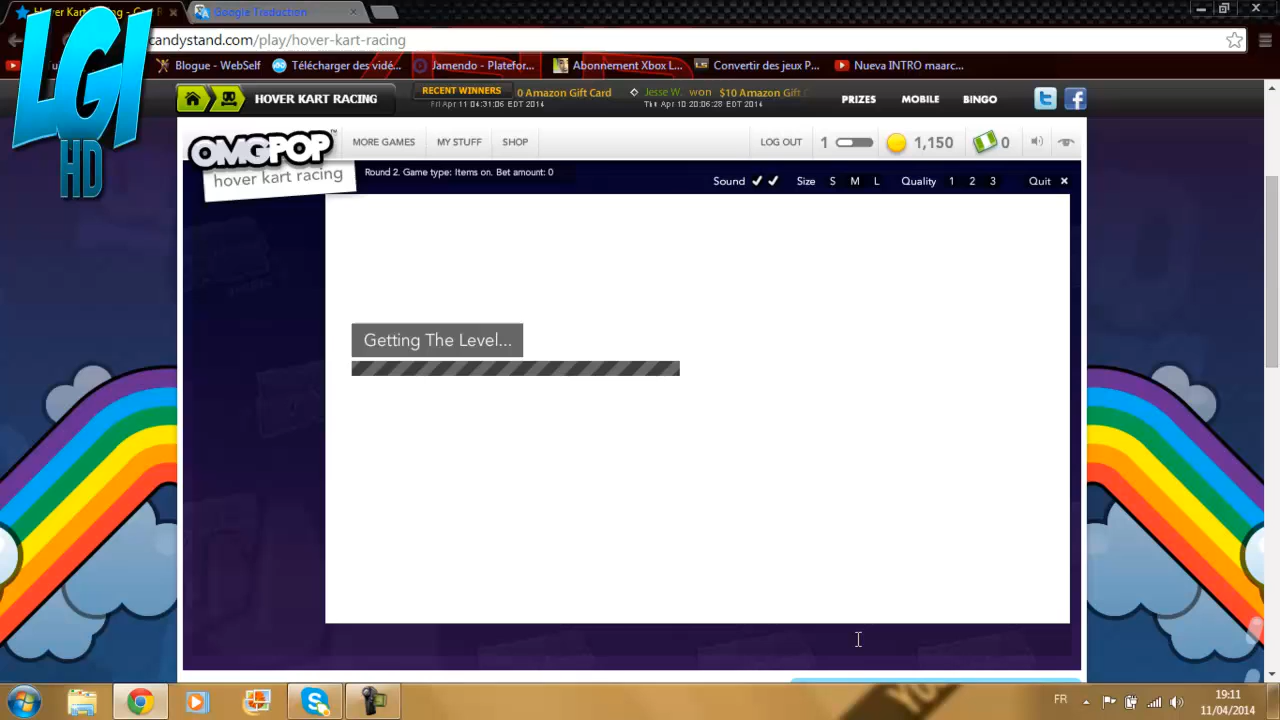 Hover Kart Racing
Google Traduction
candystand.com/play/hover-kart-racing
Blogue - WebSelf
Télécharger des vidé...
Jamendo - Platefor...
Abonnement Xbox L...
Convertir des jeux P...
Nueva INTRO maarc...
LGI
HD
HOVER KART RACING
RECENT WINNERS
0 Amazon Gift Card
Fri Apr 11 04:31:06 EDT 2014
Jesse W. won $10 Amazon Gift
Thu Apr 10 20:06:28 EDT 2014
PRIZES
MOBILE
BINGO
OMGPOP
MORE GAMES
MY STUFF
SHOP
LOG OUT
1
1,150
0
hover kart racing
Round 2. Game type: Items on. Bet amount: 0
Sound
Size S M L
Quality 1 2 3
Quit
Getting The Level...
FR
19:11
11/04/2014